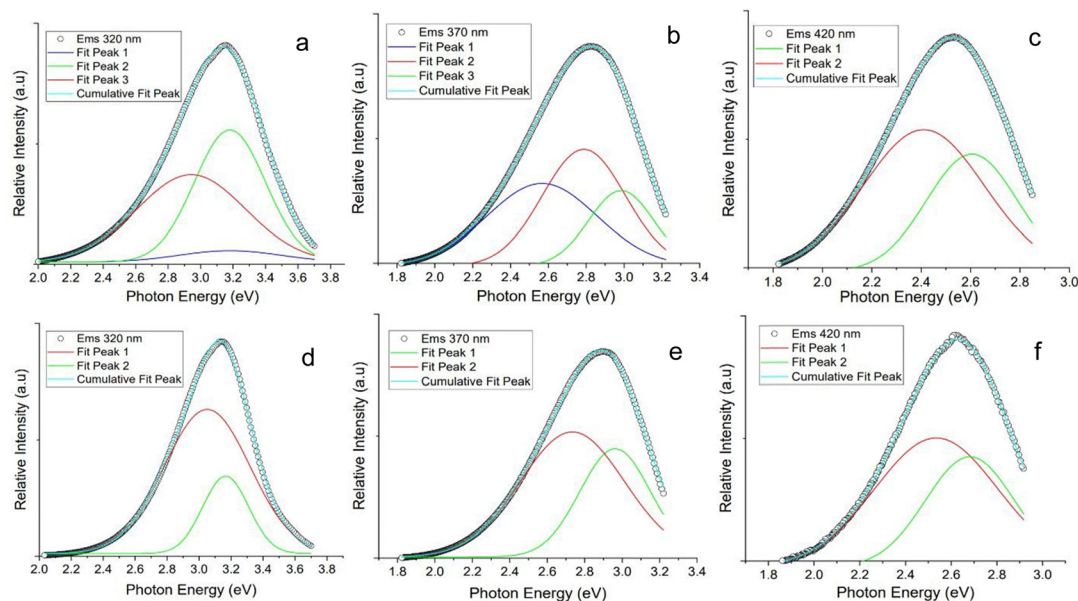 a
Ems 320 nm
Fit Peak 1
Fit Peak 2
Fit Peak 3
Cumulative Fit Peak
Relative Intensity (a.u)
2.0 2.2 2.4 2.6 2.8 3.0 3.2 3.4 3.6 3.8
Photon Energy (eV)
b
Ems 370 nm
Fit Peak 1
Fit Peak 2
Fit Peak 3
Cumulative Fit Peak
Relative Intensity (a.u)
1.8 2.0 2.2 2.4 2.6 2.8 3.0 3.2 3.4
Photon Energy (eV)
c
Ems 420 nm
Fit Peak 1
Fit Peak 2
Cumulative Fit Peak
Relative Intensity (a.u)
1.8 2.0 2.2 2.4 2.6 2.8 3.0
Photon Energy (eV)
d
Ems 320 nm
Fit Peak 1
Fit Peak 2
Cumulative Fit Peak
Relative Intensity (a.u)
2.0 2.2 2.4 2.6 2.8 3.0 3.2 3.4 3.6 3.8
Photon Energy (eV)
e
Ems 370 nm
Fit Peak 1
Fit Peak 2
Cumulative Fit Peak
Relative Intensity (a.u)
1.8 2.0 2.2 2.4 2.6 2.8 3.0 3.2 3.4
Photon Energy (eV)
f
Ems 420 nm
Fit Peak 1
Fit Peak 2
Cumulative Fit Peak
Relative Intensity (a.u)
1.8 2.0 2.2 2.4 2.6 2.8 3.0
Photon Energy (eV)